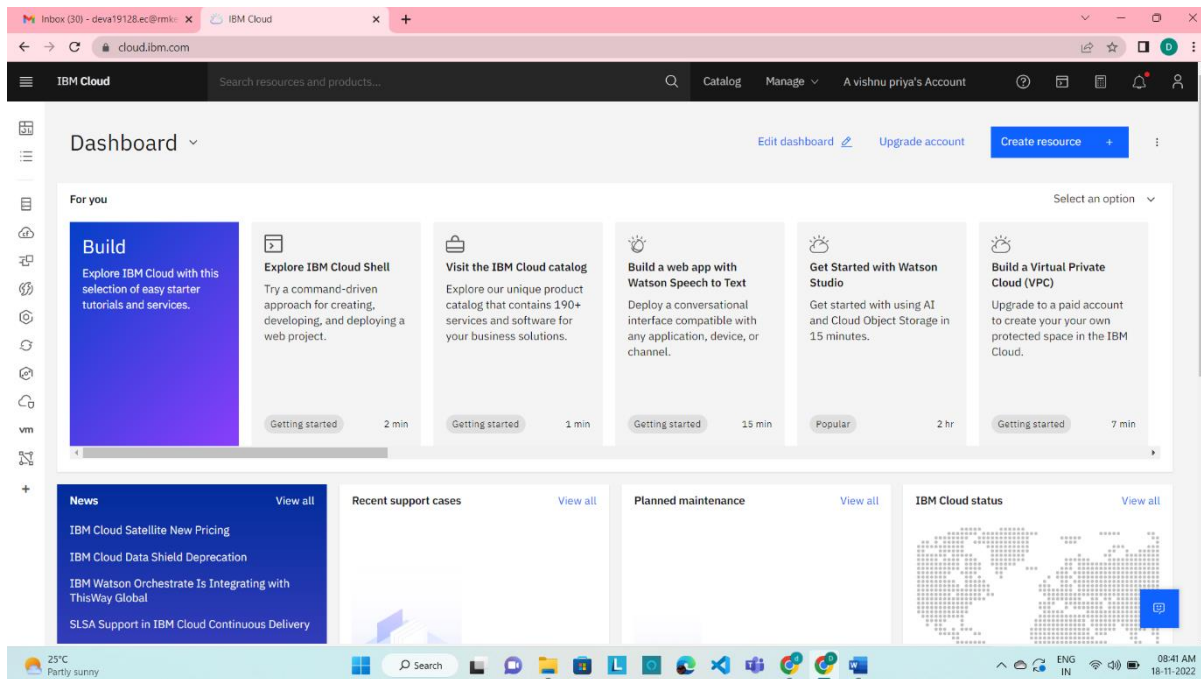 Inbox (30) - deva19128.ec@rmke
IBM Cloud
cloud.ibm.com
D
IBM Cloud
Search resources and products...
Catalog
Manage
A vishnu priya's Account
Dashboard
Edit dashboard
Upgrade account
Create resource +
For you
Select an option
Build
Explore IBM Cloud with this
selection of easy starter
tutorials and services.
Explore IBM Cloud Shell
Try a command-driven
approach for creating,
developing, and deploying a
web project.
Getting started
2 min
Visit the IBM Cloud catalog
Explore our unique product
catalog that contains 190+
services and software for
your business solutions.
Getting started
1 min
Build a web app with
Watson Speech to Text
Deploy a conversational
interface compatible with
any application, device, or
channel.
Getting started
15 min
Get Started with Watson
Studio
Get started with using AI
and Cloud Object Storage in
15 minutes.
Popular
2 hr
Build a Virtual Private
Cloud (VPC)
Upgrade to a paid account
to create your your own
protected space in the IBM
Cloud.
Getting started
7 min
vm
News
View all
IBM Cloud Satellite New Pricing
IBM Cloud Data Shield Deprecation
IBM Watson Orchestrate Is Integrating with
ThisWay Global
SLSA Support in IBM Cloud Continuous Delivery
Recent support cases
View all
Planned maintenance
View all
IBM Cloud status
View all
25°C
Partly sunny
Search
ENG
IN
08:41 AM
18-11-2022